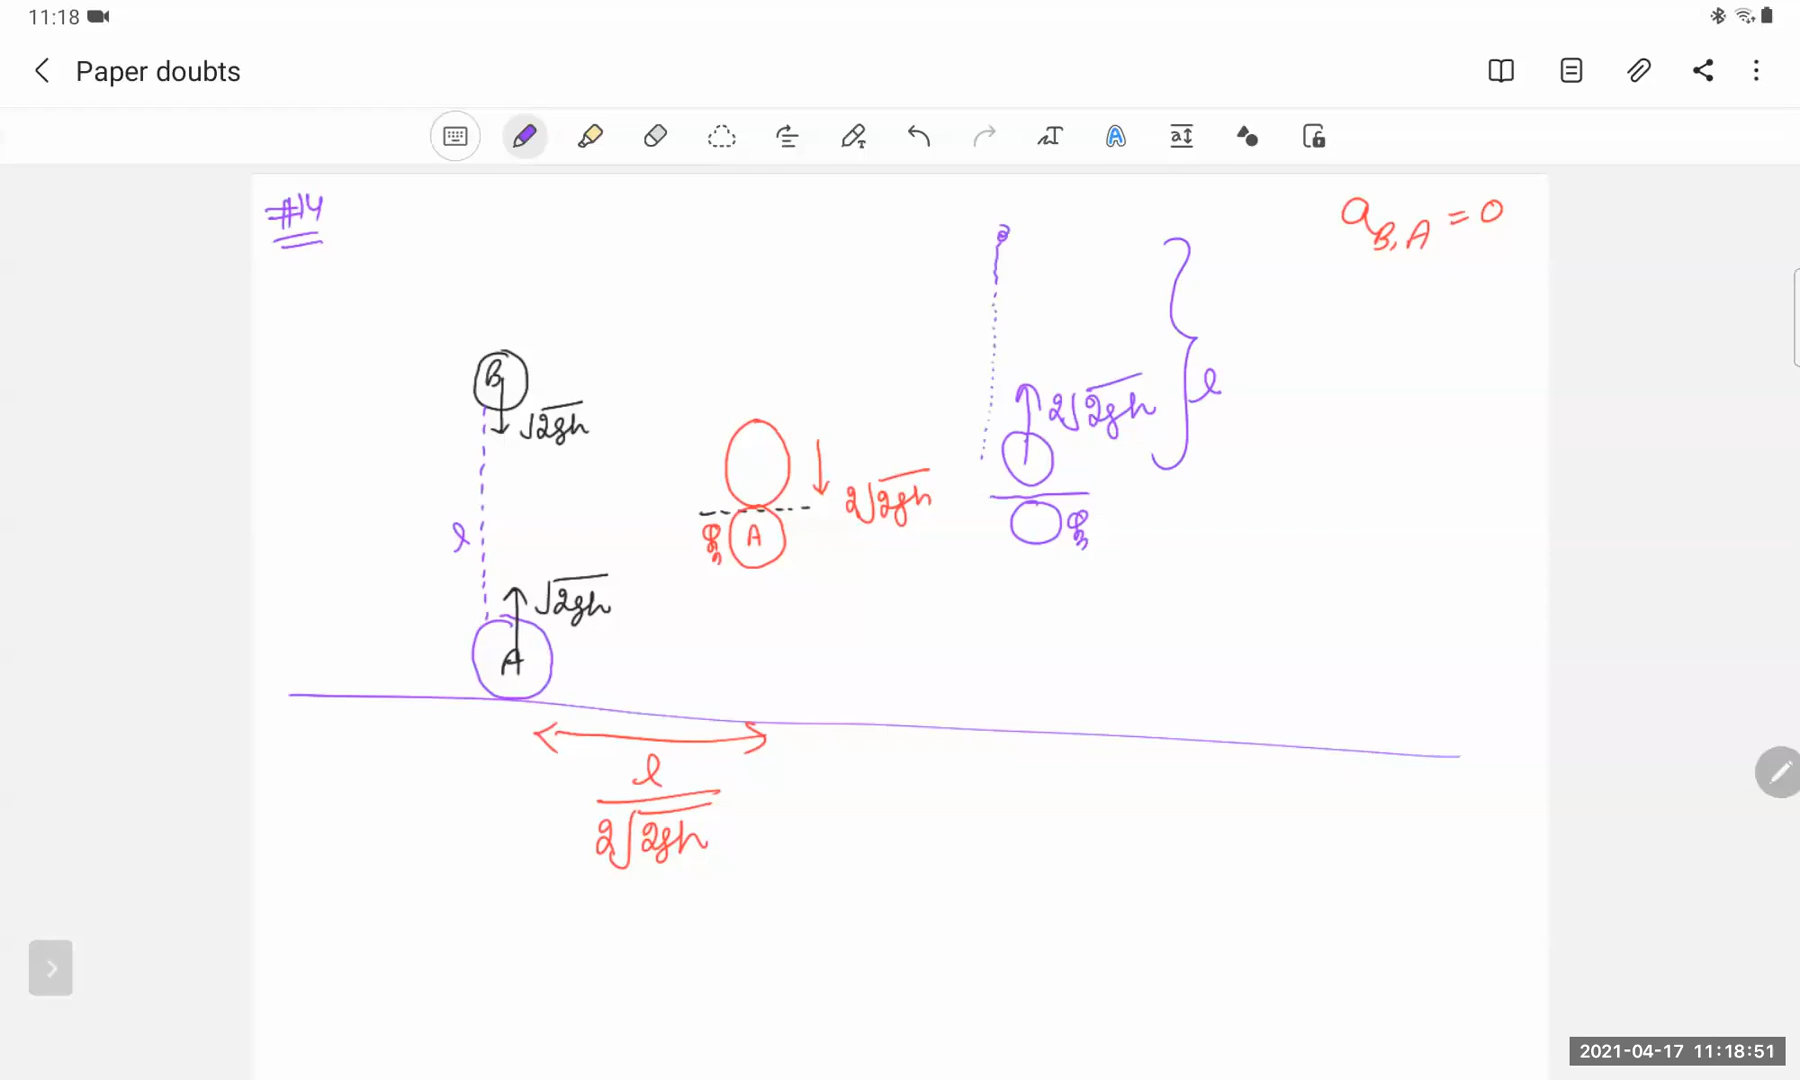 11:18
Paper doubts
#14
a_{B,A} = 0
B
√2gh
l
√2gh
A
A
2√2gh
2√2gh
l
l
2√2gh
2021-04-17 11:18:51